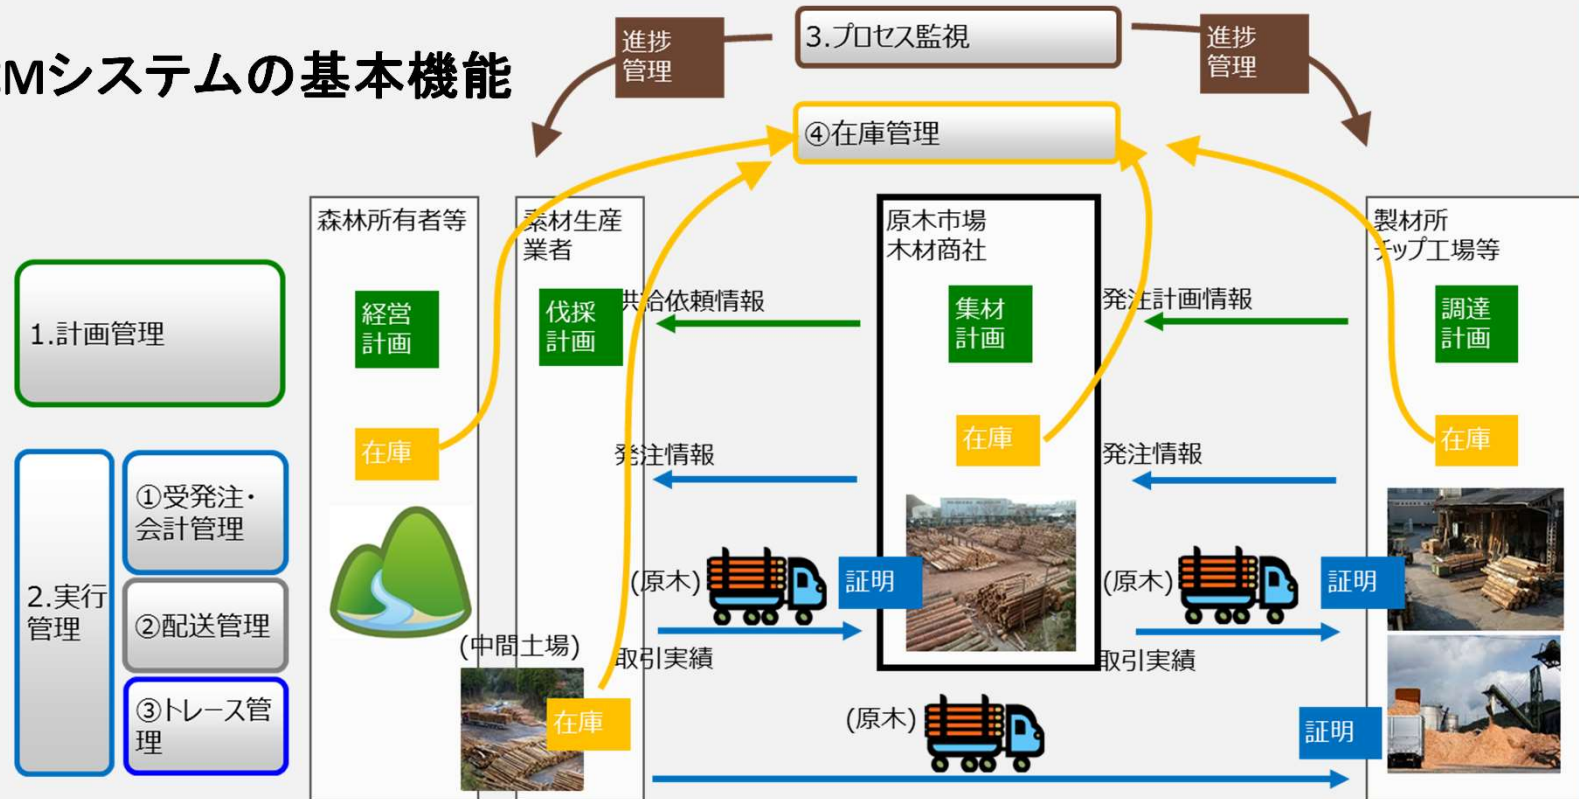 Mシステムの基本機能
進捗
管理
3.プロセス監視
進捗
管理
④在庫管理
森林所有者等
素材生産
業者
原木市場
木材商社
製材所
チップ工場等
1.計画管理
経営
計画
伐採
計画
供給依頼情報
集材
計画
発注計画情報
調達
計画
在庫
発注情報
在庫
発注情報
在庫
2.実行
管理
①受発注・
会計管理
②配送管理
③トレース管
理
(原木)
証明
(原木)
証明
(中間土場)
取引実績
取引実績
在庫
(原木)
証明